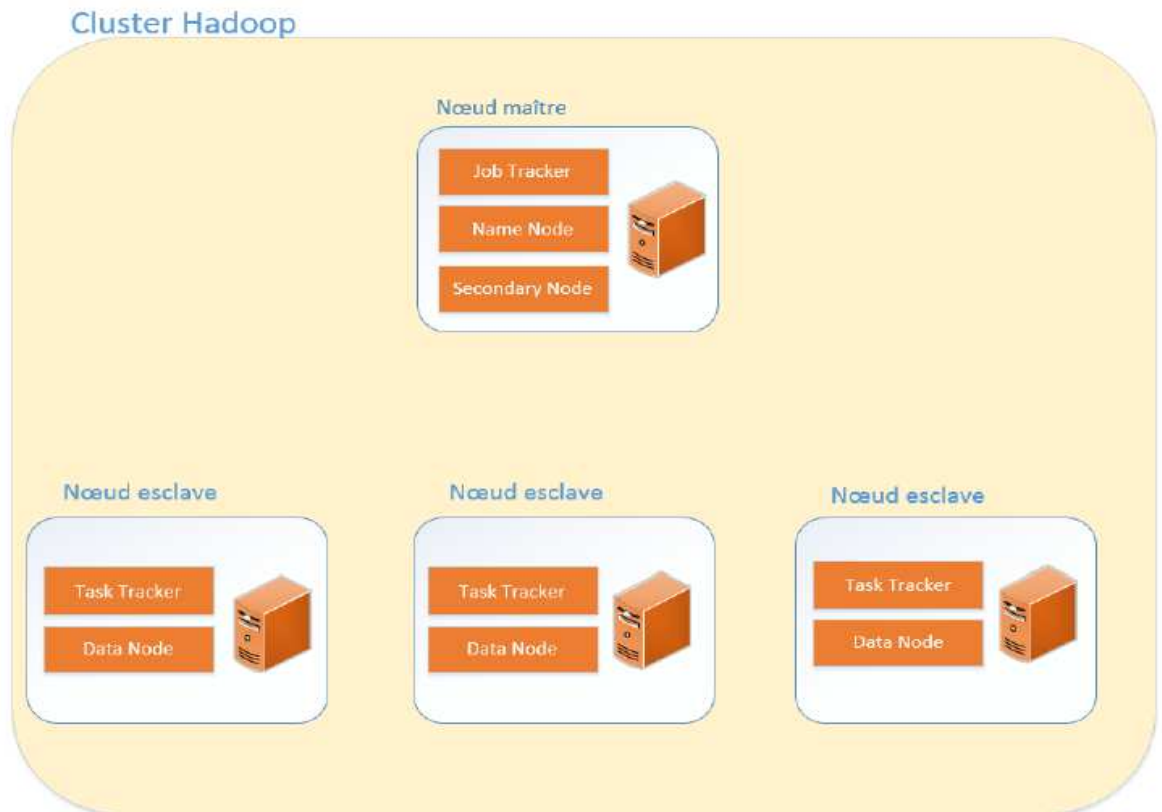 Cluster Hadoop
Nœud maître
Job Tracker
Name Node
Secondary Node
Nœud esclave
Task Tracker
Data Node
Nœud esclave
Task Tracker
Data Node
Nœud esclave
Task Tracker
Data Node